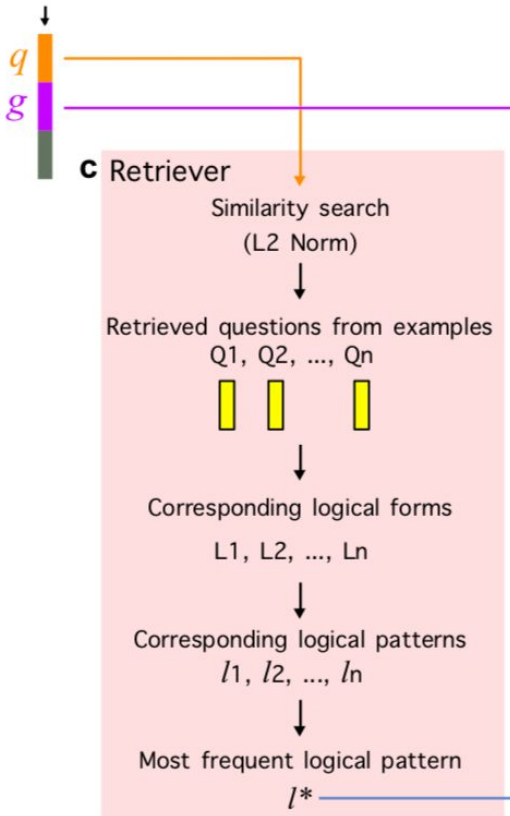 q
g
c Retriever
Similarity search
(L2 Norm)
Retrieved questions from examples
Q1, Q2, ..., Qn
Corresponding logical forms
L1, L2, ..., Ln
Corresponding logical patterns
l1, l2, ..., ln
Most frequent logical pattern
l*